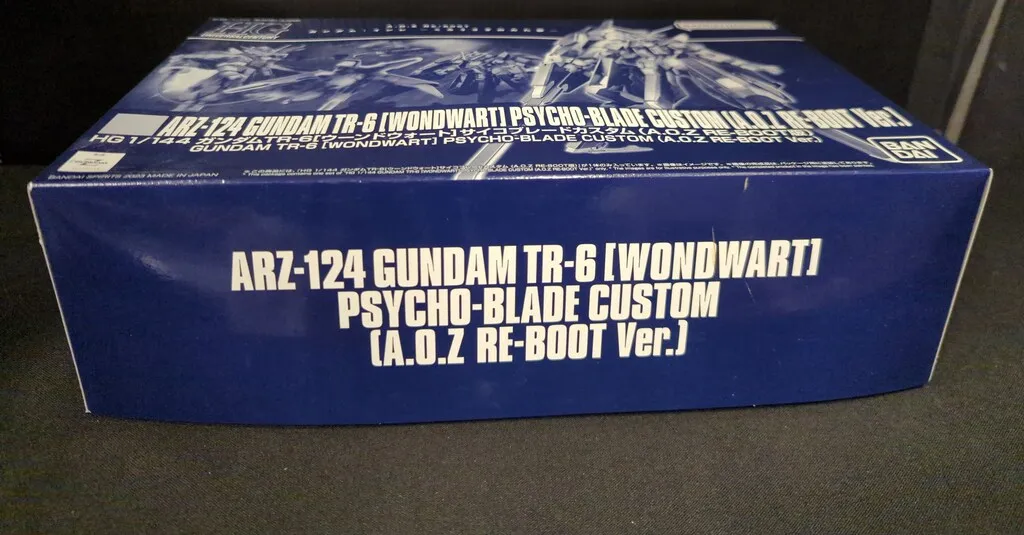 HG
A.O.Z RE-BOOT
ARZ-124 GUNDAM TR-6 [WONDWART] PSYCHO-BLADE CUSTOM (A.O.Z RE-BOOT Ver.)
HG 1/144 ガンダムTR-6[ウーンドウォート]サイコブレードカスタム(A.O.Z RE-BOOT版)
GUNDAM TR-6 [WONDWART] PSYCHO-BLADE CUSTOM (A.O.Z RE-BOOT Ver.)
BAN
DAI
BANDAI SPIRITS 2023 MADE IN JAPAN
ARZ-124 GUNDAM TR-6 [WONDWART]
PSYCHO-BLADE CUSTOM
(A.O.Z RE-BOOT Ver.)